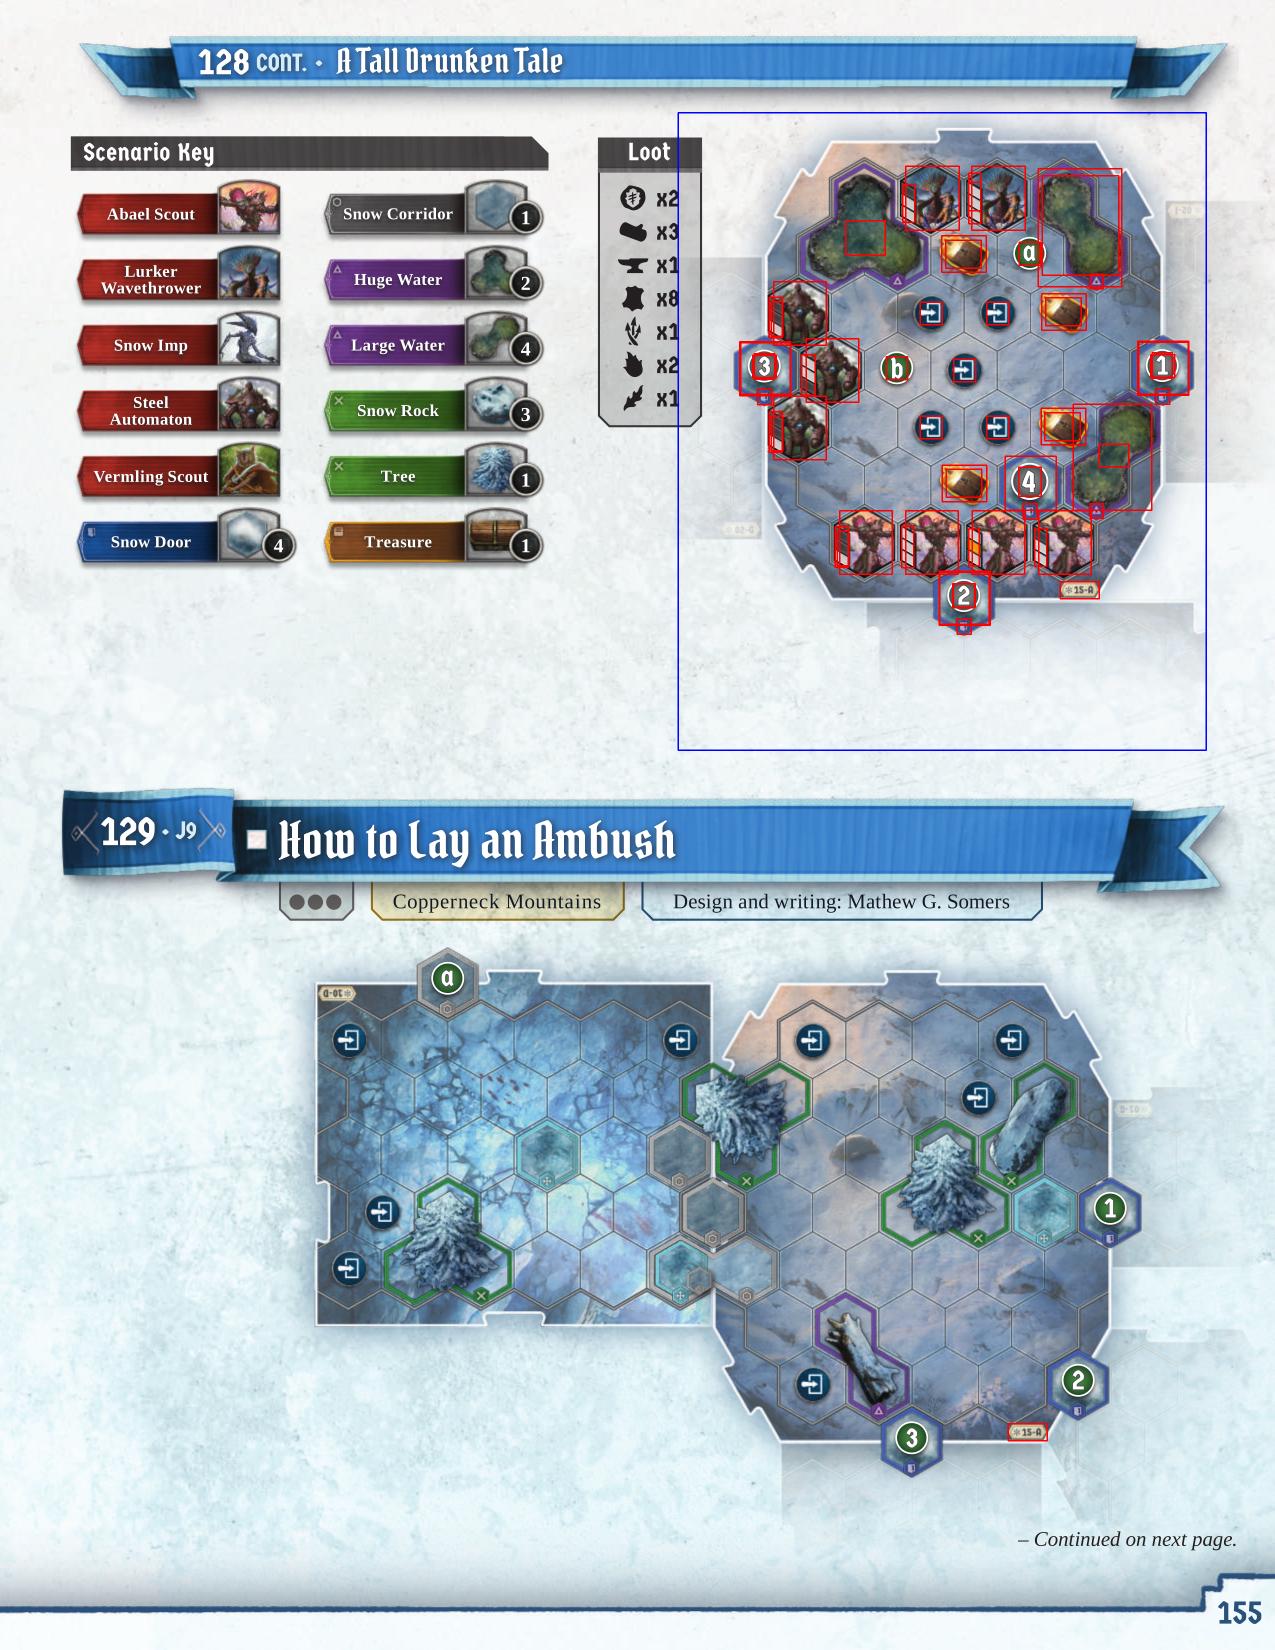 128 CONT. • A Tall Drunken Tale
Scenario Key
Abael Scout
Lurker
Wavethrower
Snow Imp
Steel
Automaton
Vermling Scout
Snow Door
4
Snow Corridor
1
Huge Water
2
Large Water
4
Snow Rock
3
Tree
1
Treasure
1
Loot
x2
x3
x1
x8
x1
x2
x1
a
b
3
1
4
2
15-A
129 • J9
How to Lay an Ambush
Copperneck Mountains
Design and writing: Mathew G. Somers
a
10-D
1
2
3
15-A
– Continued on next page.
155